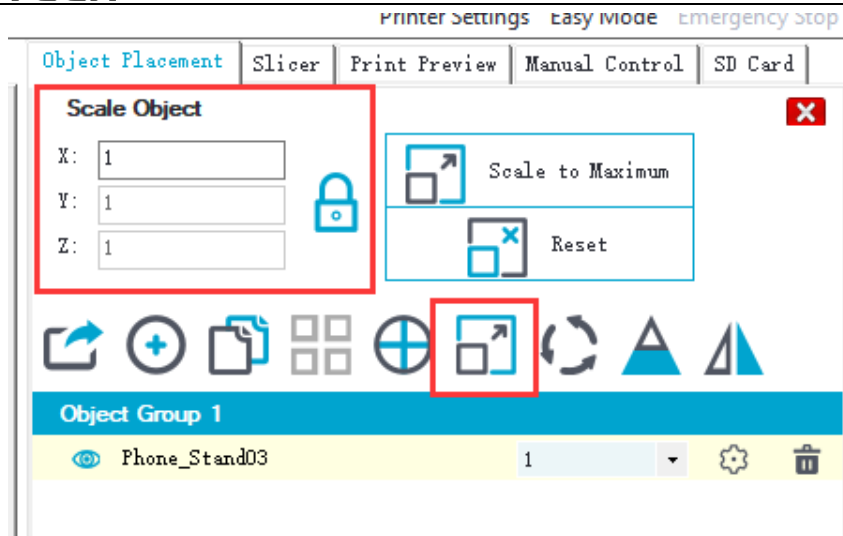 Printer Settings Easy Mode Emergency Stop
Object Placement Slicer Print Preview Manual Control SD Card
Scale Object
X: 1
Scale to Maximum
Y: 1
Z: 1
Reset
Object Group 1
Phone_Stand03 1